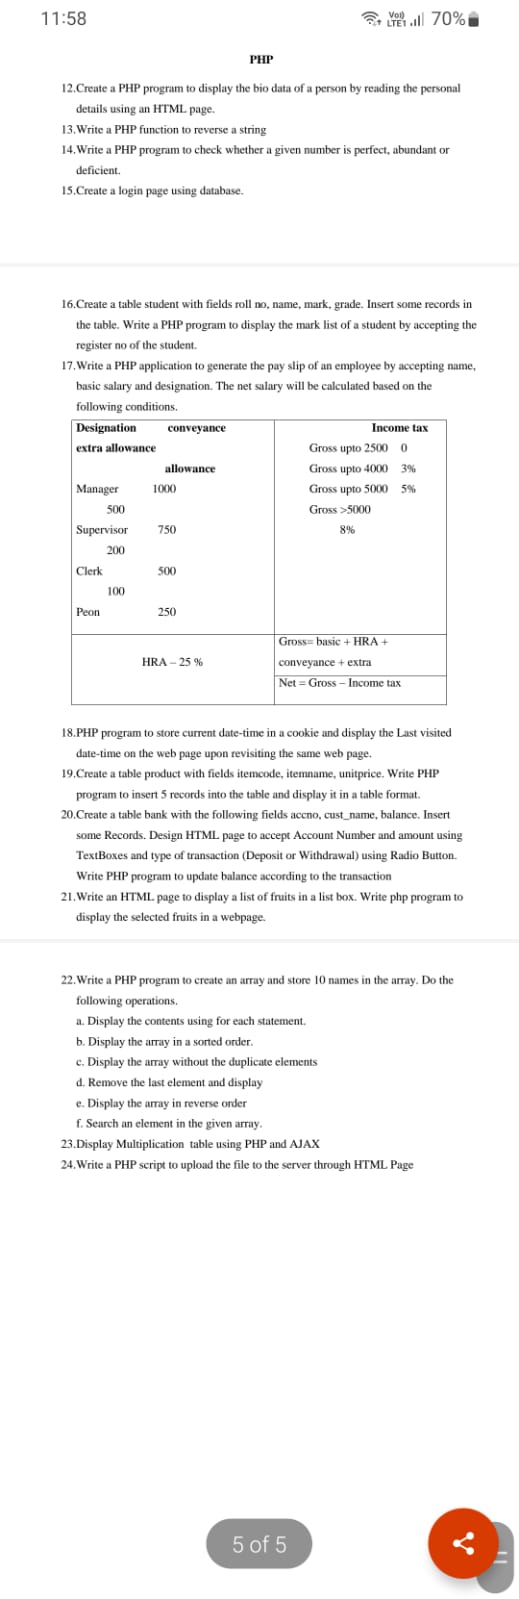 11:58
Vo)) LTE1 70%
PHP
12.Create a PHP program to display the bio data of a person by reading the personal
details using an HTML page.
13.Write a PHP function to reverse a string
14.Write a PHP program to check whether a given number is perfect, abundant or
deficient.
15.Create a login page using database.
16.Create a table student with fields roll no, name, mark, grade. Insert some records in
the table. Write a PHP program to display the mark list of a student by accepting the
register no of the student.
17.Write a PHP application to generate the pay slip of an employee by accepting name,
basic salary and designation. The net salary will be calculated based on the
following conditions.
Designation conveyance
extra allowance
allowance
Manager 1000
500
Supervisor 750
200
Clerk 500
100
Peon 250
Income tax
Gross upto 2500 0
Gross upto 4000 3%
Gross upto 5000 5%
Gross >5000
8%
HRA – 25 %
Gross= basic + HRA +
conveyance + extra
Net = Gross – Income tax
18.PHP program to store current date-time in a cookie and display the Last visited
date-time on the web page upon revisiting the same web page.
19.Create a table product with fields itemcode, itemname, unitprice. Write PHP
program to insert 5 records into the table and display it in a table format.
20.Create a table bank with the following fields accno, cust_name, balance. Insert
some Records. Design HTML page to accept Account Number and amount using
TextBoxes and type of transaction (Deposit or Withdrawal) using Radio Button.
Write PHP program to update balance according to the transaction
21.Write an HTML page to display a list of fruits in a list box. Write php program to
display the selected fruits in a webpage.
22.Write a PHP program to create an array and store 10 names in the array. Do the
following operations.
a. Display the contents using for each statement.
b. Display the array in a sorted order.
c. Display the array without the duplicate elements
d. Remove the last element and display
e. Display the array in reverse order
f. Search an element in the given array.
23.Display Multiplication table using PHP and AJAX
24.Write a PHP script to upload the file to the server through HTML Page
5 of 5